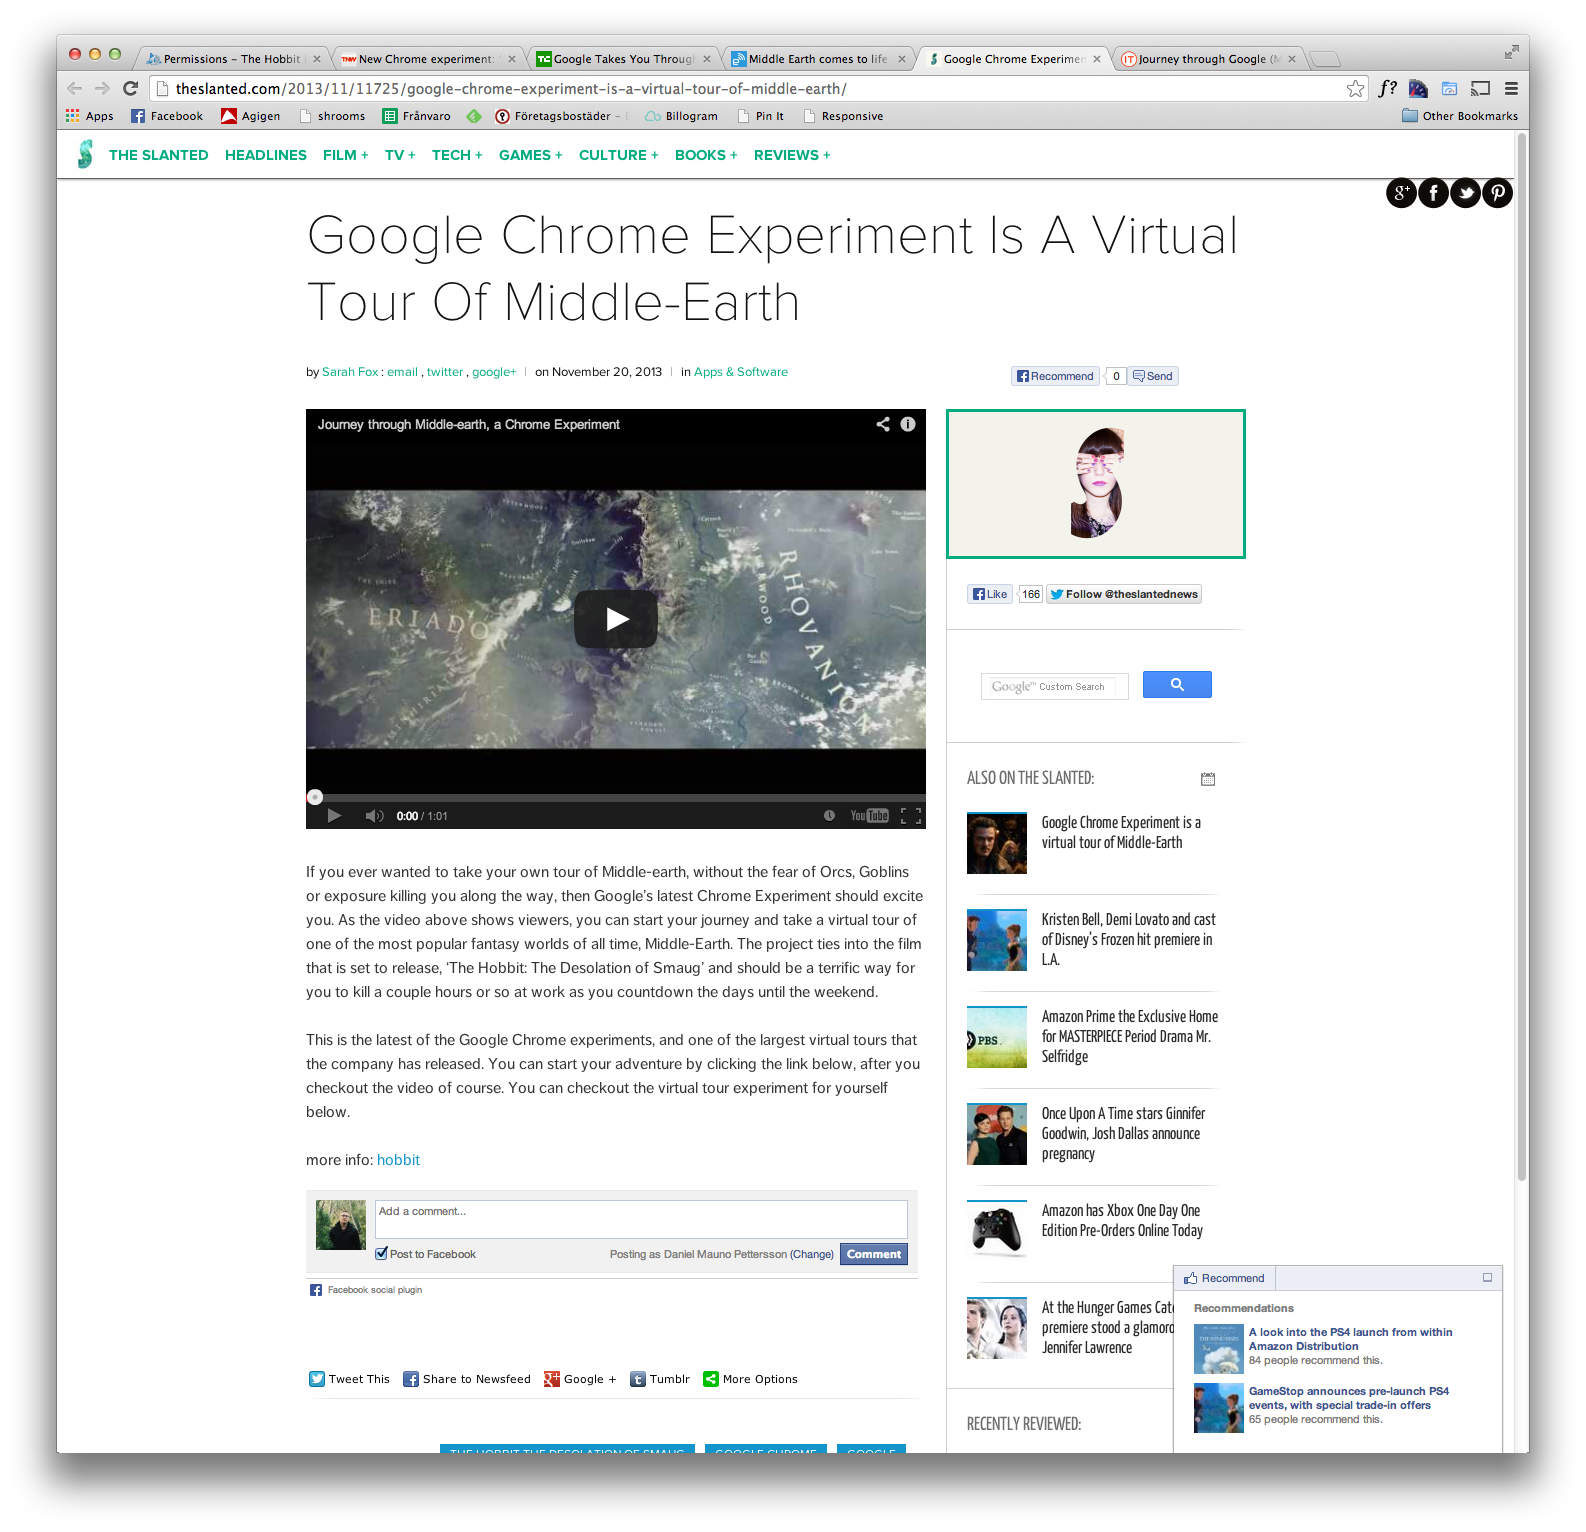 Permissions – The Hobbit
New Chrome experiment:
Google Takes You Throug
Middle Earth comes to life
Google Chrome Experimen
Journey through Google (M
theslanted.com/2013/11/11725/google-chrome-experiment-is-a-virtual-tour-of-middle-earth/
Apps
Facebook
Agigen
shrooms
Frånvaro
Företagsbostäder –
Billogram
Pin It
Responsive
Other Bookmarks
THE SLANTED HEADLINES FILM + TV + TECH + GAMES + CULTURE + BOOKS + REVIEWS +
Google Chrome Experiment Is A Virtual
Tour Of Middle-Earth
by Sarah Fox : email , twitter , google+ | on November 20, 2013 | in Apps & Software
Recommend 0 Send
Journey through Middle-earth, a Chrome Experiment
ERIADOR
RHOVANION
THE SHIRE
0:00 / 1:01
YouTube
If you ever wanted to take your own tour of Middle-earth, without the fear of Orcs, Goblins
or exposure killing you along the way, then Google's latest Chrome Experiment should excite
you. As the video above shows viewers, you can start your journey and take a virtual tour of
one of the most popular fantasy worlds of all time, Middle-Earth. The project ties into the film
that is set to release, ‘The Hobbit: The Desolation of Smaug’ and should be a terrific way for
you to kill a couple hours or so at work as you countdown the days until the weekend.
This is the latest of the Google Chrome experiments, and one of the largest virtual tours that
the company has released. You can start your adventure by clicking the link below, after you
checkout the video of course. You can checkout the virtual tour experiment for yourself
below.
more info: hobbit
Add a comment...
Post to Facebook
Posting as Daniel Mauno Pettersson (Change)
Comment
Facebook social plugin
Tweet This
Share to Newsfeed
Google +
Tumblr
More Options
THE HOBBIT THE DESOLATION OF SMAUG
GOOGLE CHROME
GOOGLE
Like 166 Follow @theslantednews
Google™ Custom Search
ALSO ON THE SLANTED:
Google Chrome Experiment is a
virtual tour of Middle-Earth
Kristen Bell, Demi Lovato and cast
of Disney's Frozen hit premiere in
L.A.
PBS
Amazon Prime the Exclusive Home
for MASTERPIECE Period Drama Mr.
Selfridge
Once Upon A Time stars Ginnifer
Goodwin, Josh Dallas announce
pregnancy
Amazon has Xbox One Day One
Edition Pre-Orders Online Today
At the Hunger Games Catc
premiere stood a glamoro
Jennifer Lawrence
RECENTLY REVIEWED:
Recommend
Recommendations
A look into the PS4 launch from within
Amazon Distribution
84 people recommend this.
GameStop announces pre-launch PS4
events, with special trade-in offers
65 people recommend this.